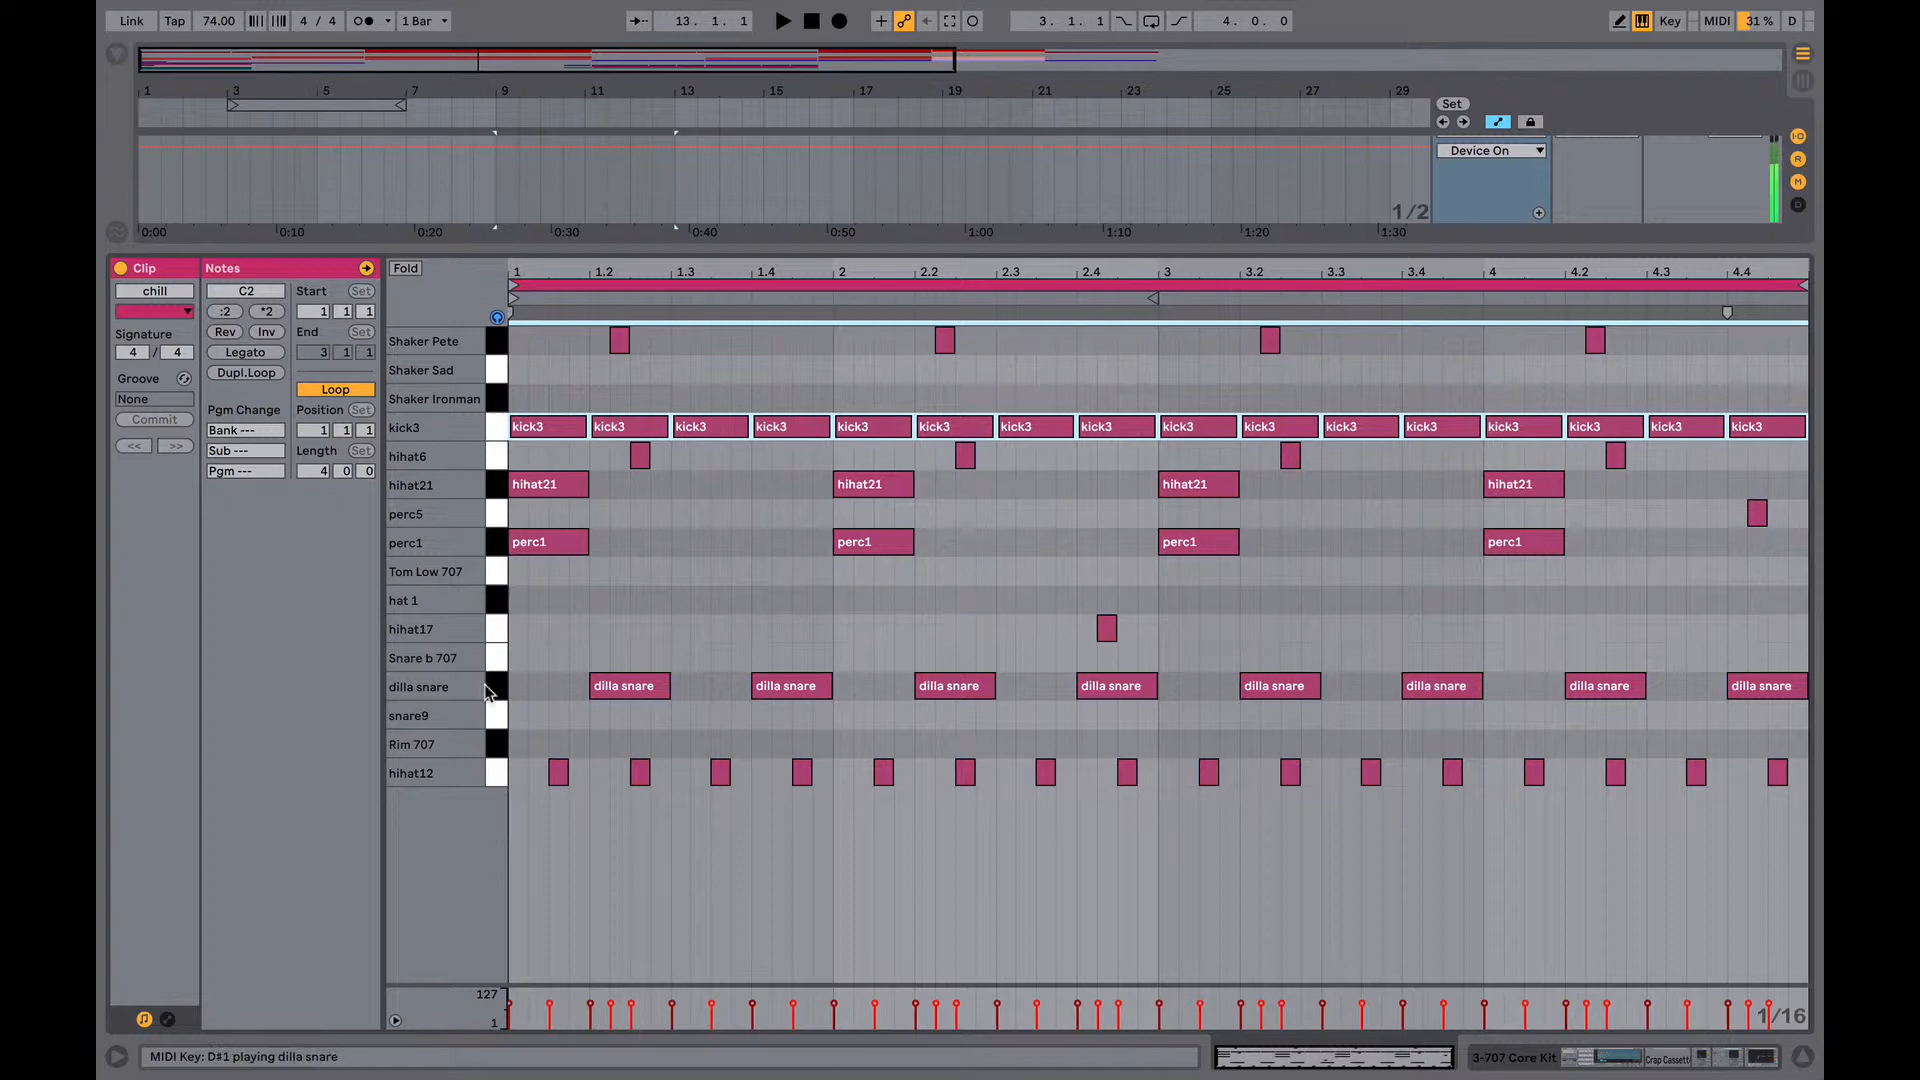 Link Tap 74.00 4 / 4 1 Bar 13. 1. 1 3. 1. 1 4. 0. 0 Key MIDI 31 % D
1 3 5 7 9 11 13 15 17 19 21 23 25 27 29
Set
Device On
1/2
0:00 0:10 0:20 0:30 0:40 0:50 1:00 1:10 1:20 1:30
I·O
R
M
D
Clip
chill
Signature
4 / 4
Groove
None
Commit
<< >>
Notes
C2
:2 *2
Rev Inv
Legato
Dupl.Loop
Pgm Change
Bank ---
Sub ---
Pgm ---
Start Set
1 1 1
End Set
3 1 1
Loop
Position Set
1 1 1
Length Set
4 0 0
Fold
1 1.2 1.3 1.4 2 2.2 2.3 2.4 3 3.2 3.3 3.4 4 4.2 4.3 4.4
Shaker Pete
Shaker Sad
Shaker Ironman
kick3 kick3 kick3 kick3 kick3 kick3 kick3 kick3 kick3 kick3 kick3 kick3 kick3 kick3 kick3 kick3 kick3
hihat6
hihat21 hihat21 hihat21 hihat21 hihat21
perc5
perc1 perc1 perc1 perc1 perc1
Tom Low 707
hat 1
hihat17
Snare b 707
dilla snare dilla snare dilla snare dilla snare dilla snare dilla snare dilla snare dilla snare dilla snare
snare9
Rim 707
hihat12
127
1
1/16
MIDI Key: D#1 playing dilla snare
3-707 Core Kit
Crap Cassett